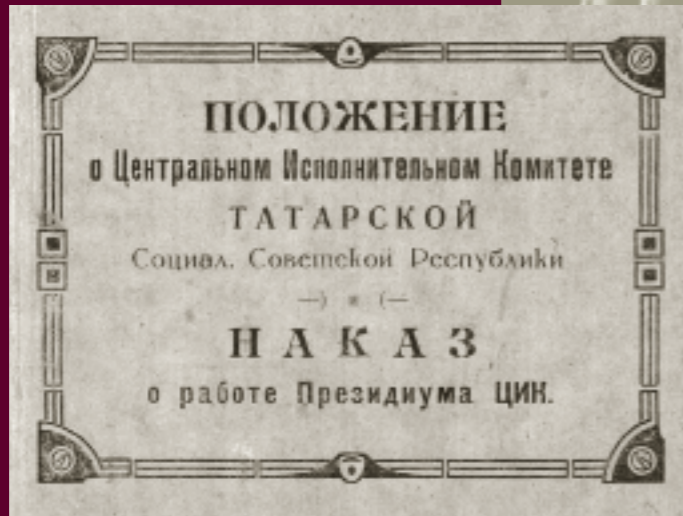 ПОЛОЖЕНИЕ
о Центральном Исполнительном Комитете
ТАТАРСКОЙ
Социал. Советской Республики
—) и (—
НАКАЗ
о работе Президиума ЦИК.